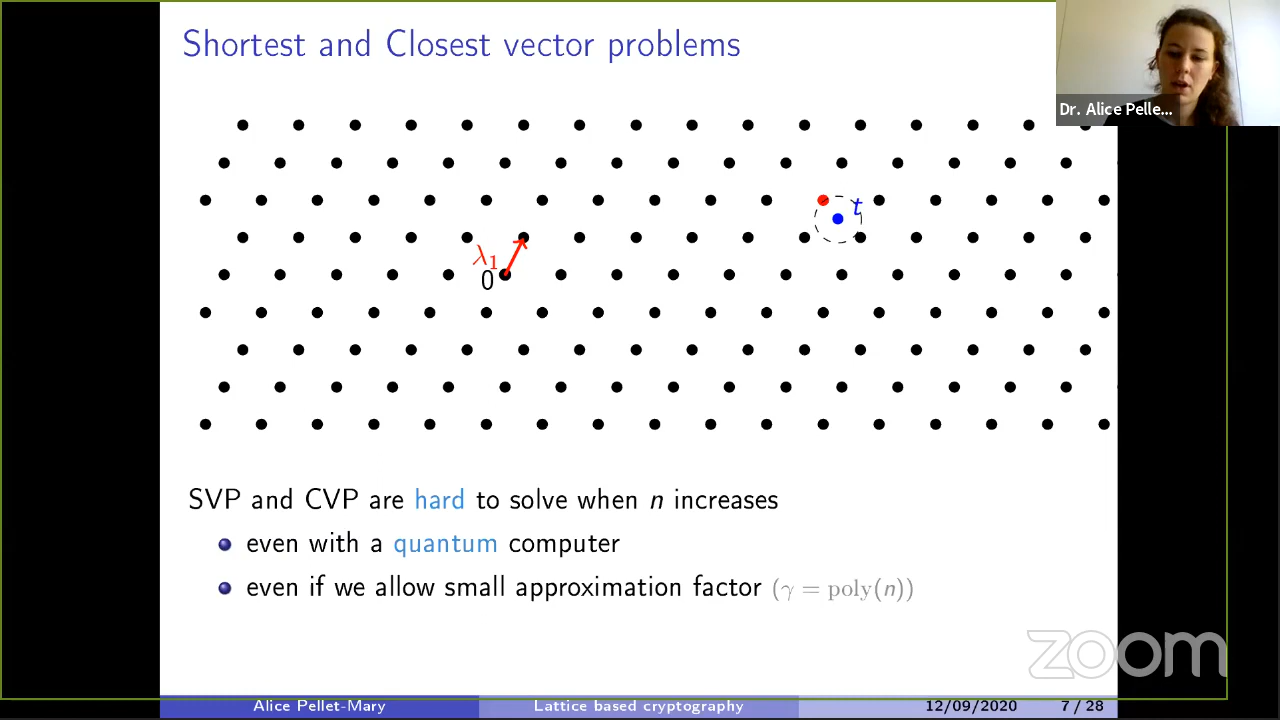 Shortest and Closest vector problems
Dr. Alice Pelle...
t
λ₁
0
SVP and CVP are hard to solve when n increases
even with a quantum computer
even if we allow small approximation factor (γ = poly(n))
zoom
Alice Pellet-Mary Lattice based cryptography 12/09/2020 7 / 28